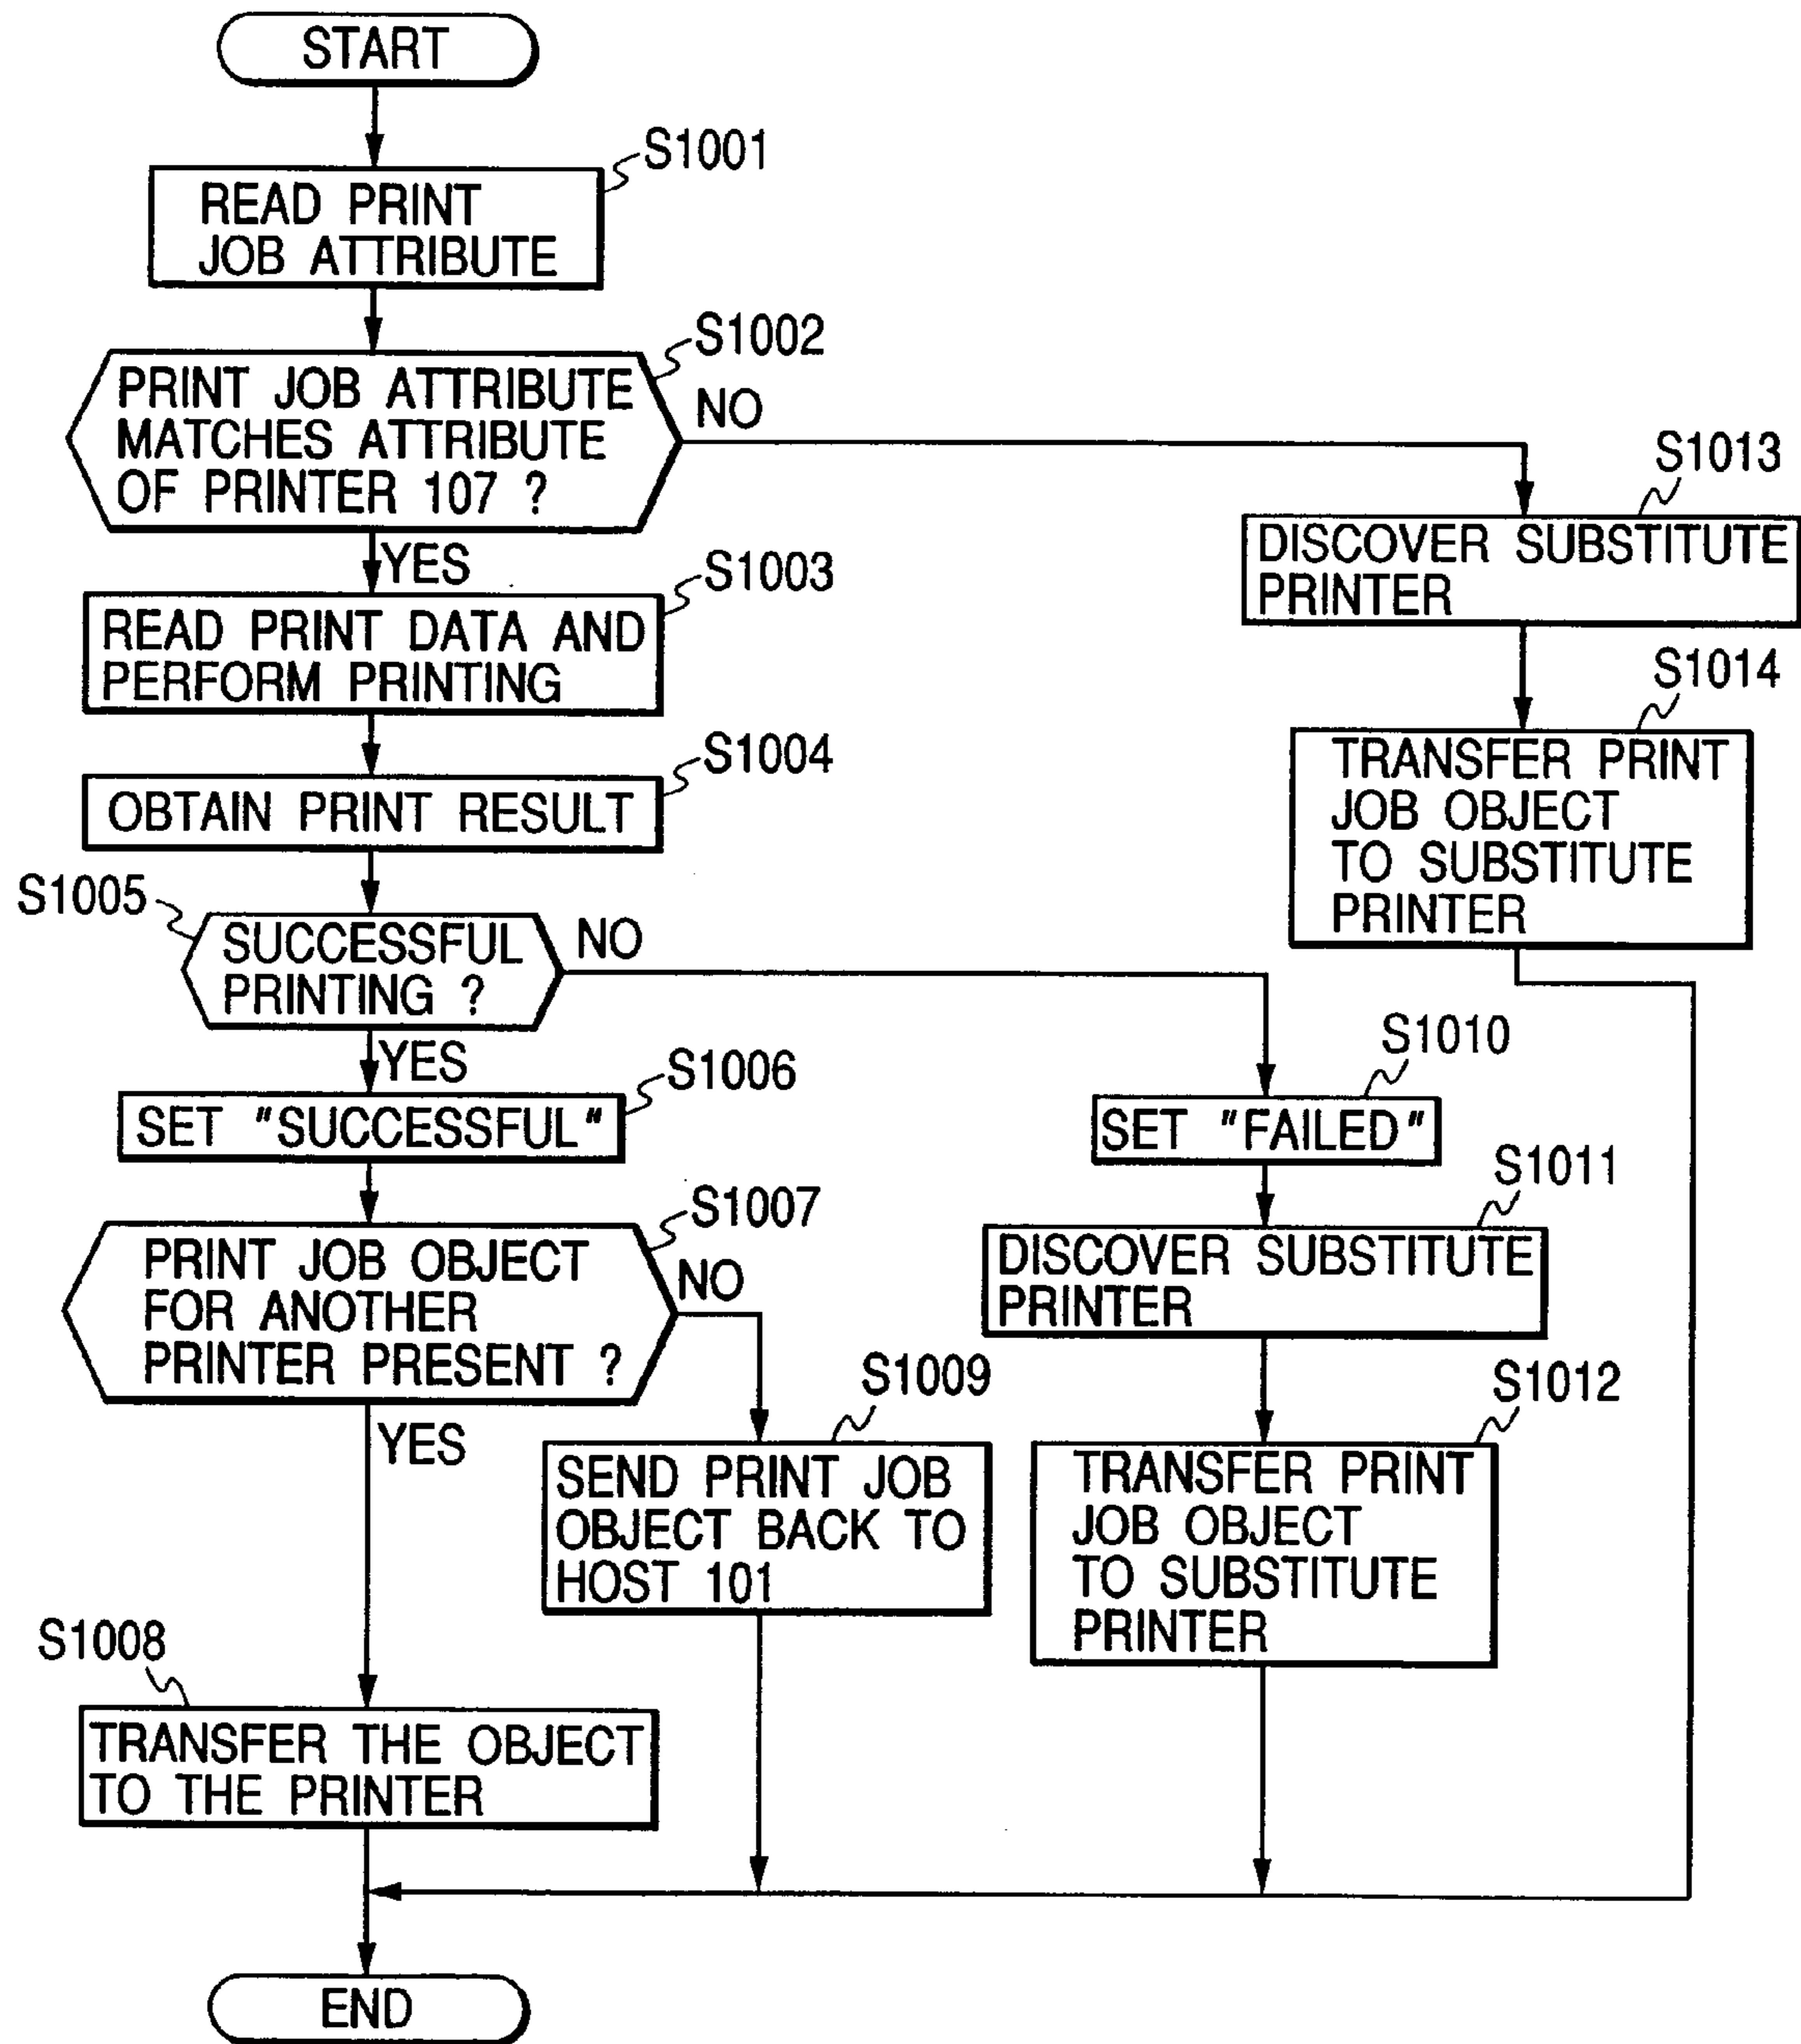 START
S1001
READ PRINT
JOB ATTRIBUTE
S1002
PRINT JOB ATTRIBUTE
MATCHES ATTRIBUTE
OF PRINTER 107 ?
NO
YES
S1013
DISCOVER SUBSTITUTE
PRINTER
S1003
READ PRINT DATA AND
PERFORM PRINTING
S1014
TRANSFER PRINT
JOB OBJECT
TO SUBSTITUTE
PRINTER
S1004
OBTAIN PRINT RESULT
S1005
SUCCESSFUL
PRINTING ?
NO
YES
S1006
SET "SUCCESSFUL"
S1010
SET "FAILED"
S1007
PRINT JOB OBJECT
FOR ANOTHER
PRINTER PRESENT ?
NO
YES
S1011
DISCOVER SUBSTITUTE
PRINTER
S1009
SEND PRINT JOB
OBJECT BACK TO
HOST 101
S1012
TRANSFER PRINT
JOB OBJECT
TO SUBSTITUTE
PRINTER
S1008
TRANSFER THE OBJECT
TO THE PRINTER
END